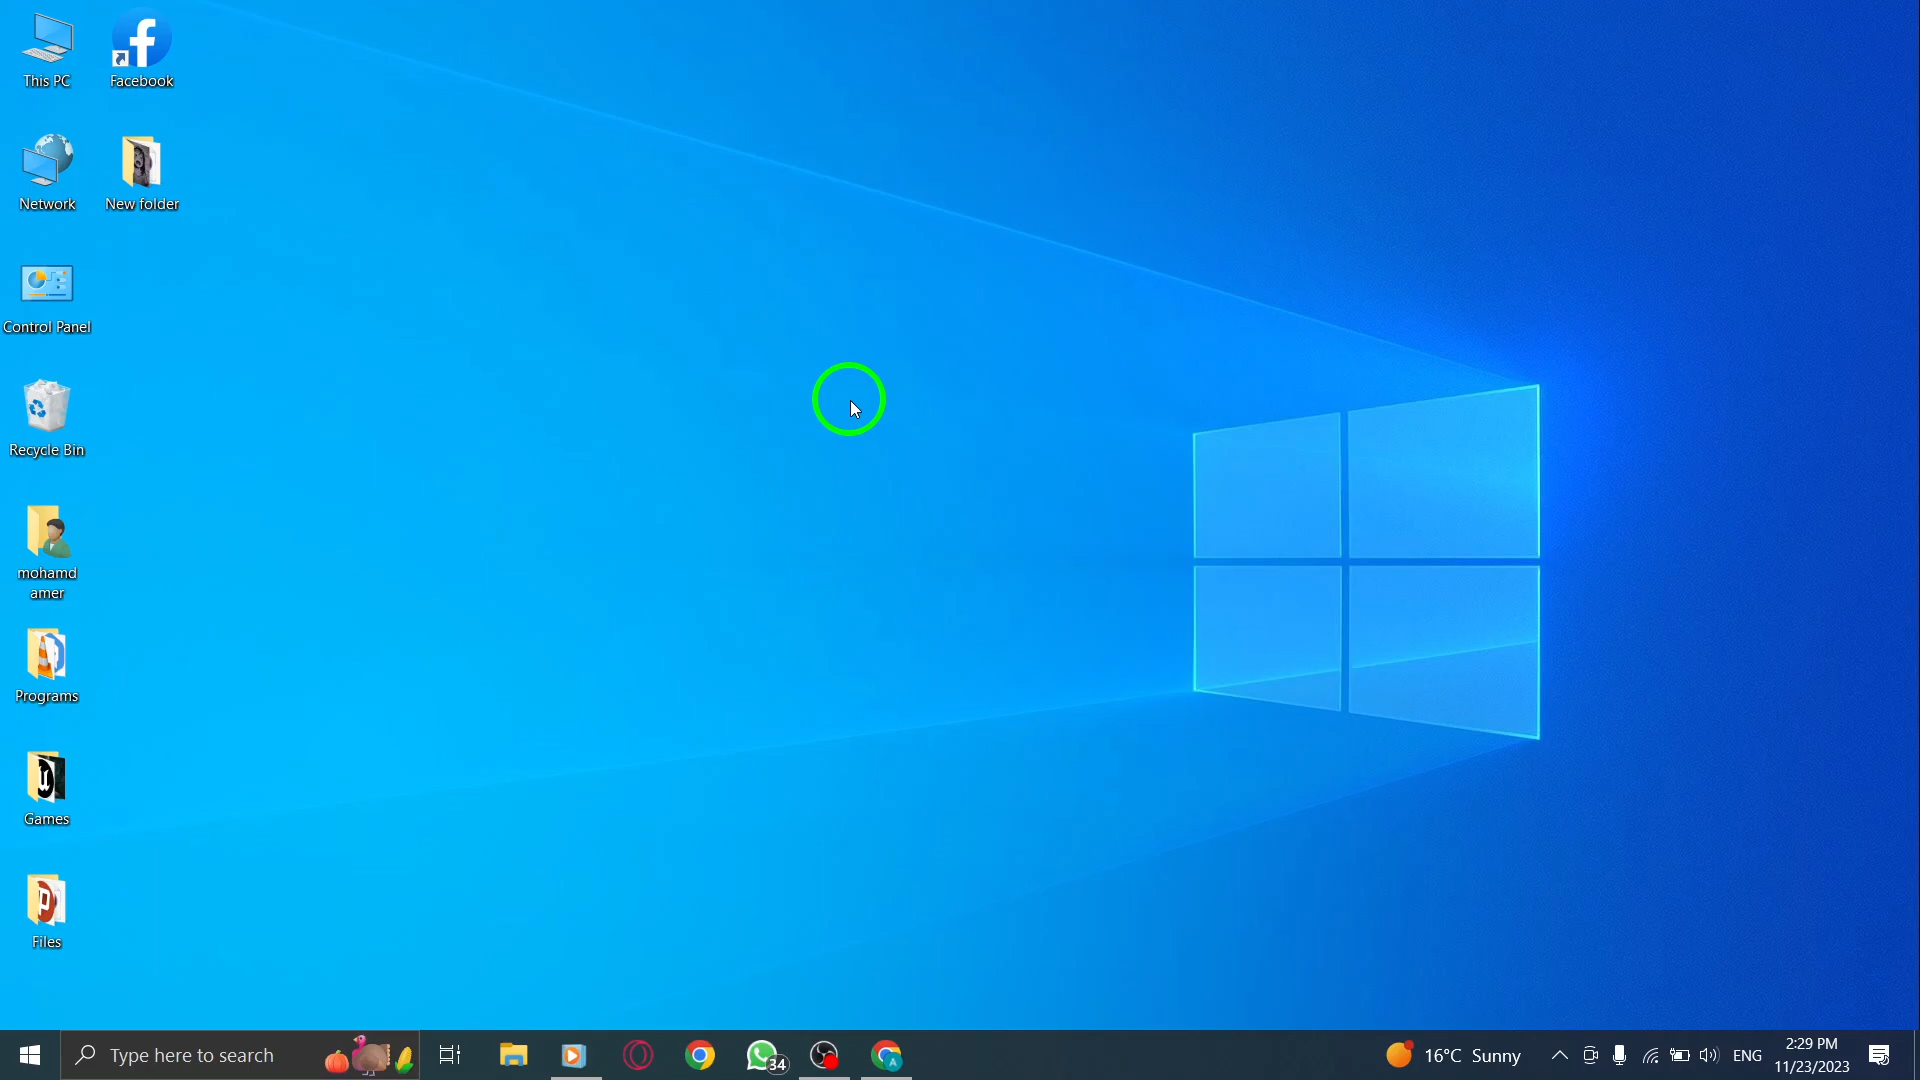 This PC
Facebook
Network
New folder
Control Panel
Recycle Bin
mohamd
amer
Programs
Games
Files
Type here to search
34
A
16°C Sunny
ENG
2:29 PM
11/23/2023